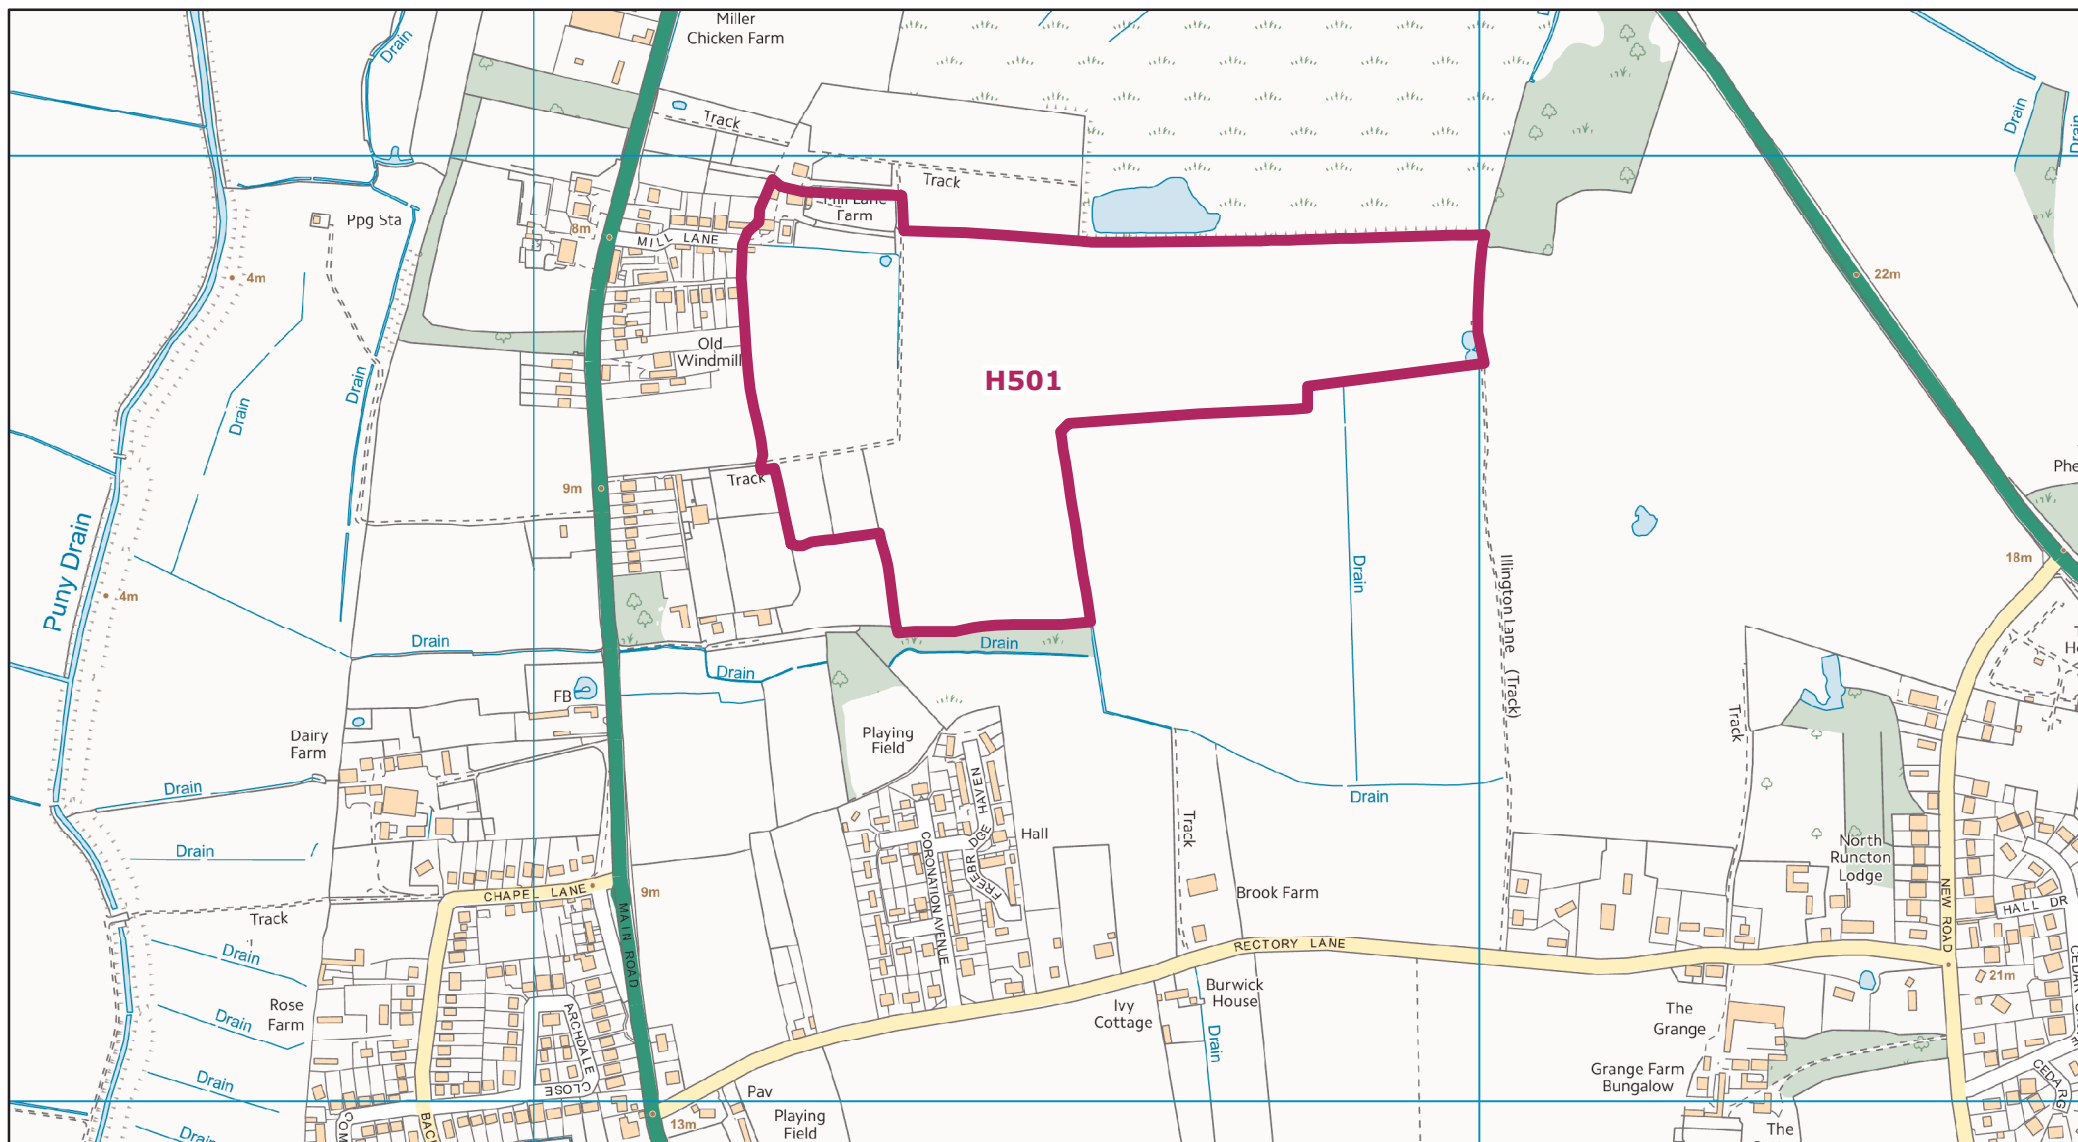 Miller
Chicken Farm
Drain
Track
Drain
Drain
Track
Ppg Sta
Mill Lane
Farm
8m
MILL LANE
4m
22m
Old
Windmill
H501
Drain
Drain
Track
9m
Puny Drain
4m
18m
Drain
Illington Lane (Track)
Drain
Drain
Drain
FB
Playing
Field
Dairy
Farm
Track
Drain
Drain
Hall
FREEBR DGE HAVEN
CORONATION AVENUE
Track
Drain
North
Runcton
Lodge
CHAPEL LANE
9m
Brook Farm
Track
MAIN ROAD
RECTORY LANE
NEW ROAD
HALL DR
Drain
21m
Rose
Farm
Drain
Ivy
Cottage
Burwick
House
Drain
The
Grange
ARCHDALE
CLOSE
Drain
Grange Farm
Bungalow
Pav
Playing
Field
13m
The